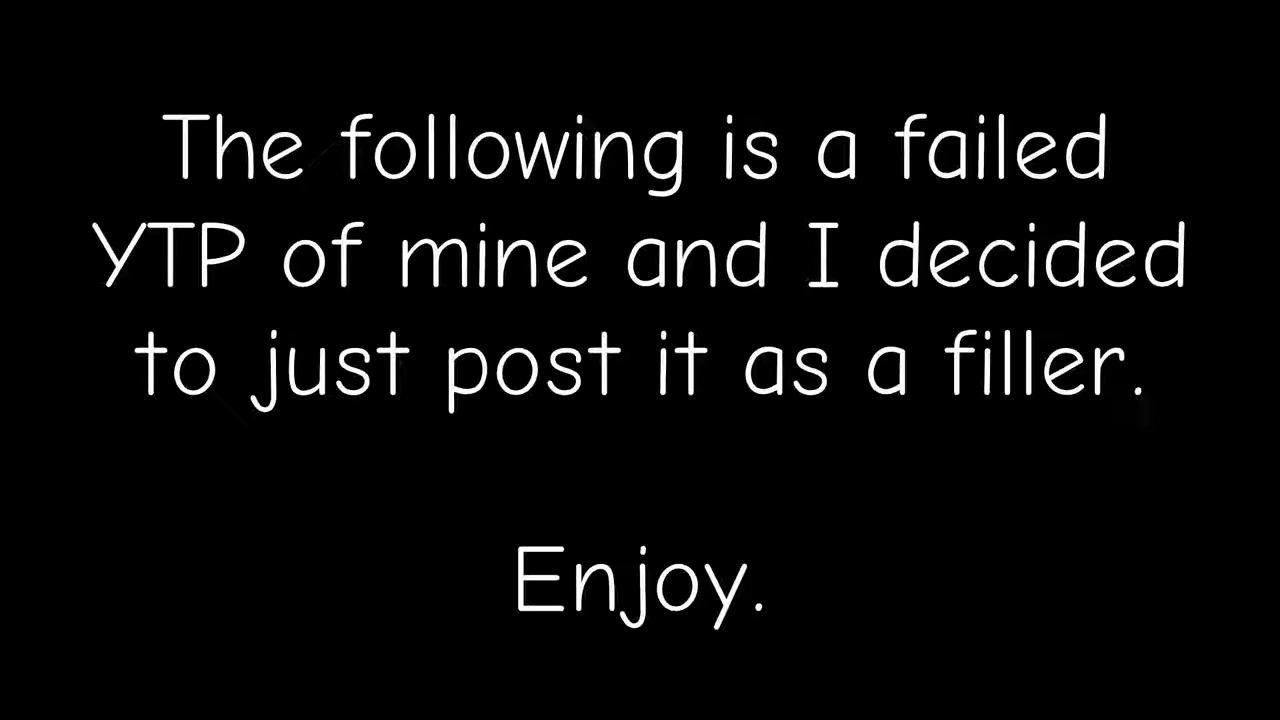 The following is a failed
YTP of mine and I decided
to just post it as a filler.
Enjoy.